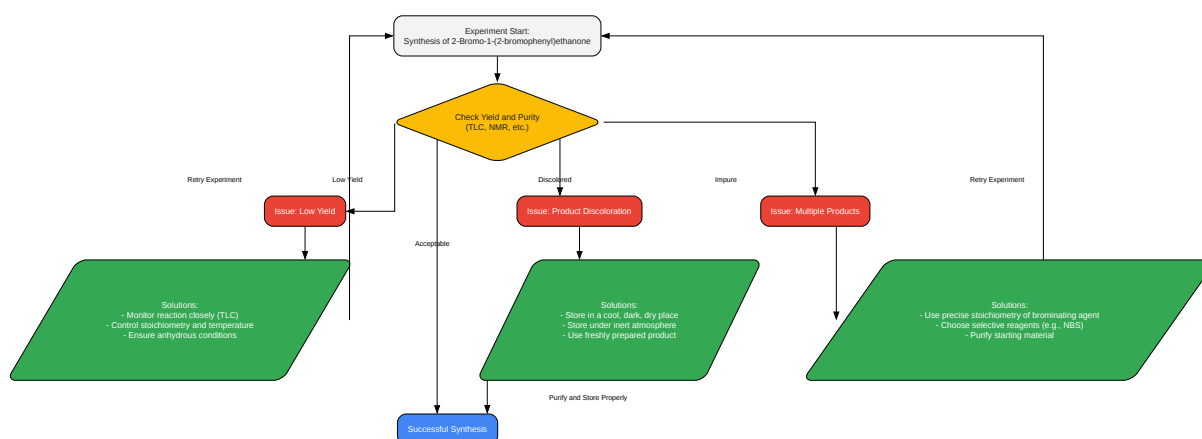 Experiment Start:
Synthesis of 2-Bromo-1-(2-bromophenyl)ethanone
Check Yield and Purity
(TLC, NMR, etc.)
Retry Experiment
Low Yield
Discolored
Impure
Retry Experiment
Issue: Low Yield
Issue: Product Discoloration
Issue: Multiple Products
Acceptable
Solutions:
- Monitor reaction closely (TLC)
- Control stoichiometry and temperature
- Ensure anhydrous conditions
Solutions:
- Store in a cool, dark, dry place
- Store under inert atmosphere
- Use freshly prepared product
Solutions:
- Use precise stoichiometry of brominating agent
- Choose selective reagents (e.g., NBS)
- Purify starting material
Purify and Store Properly
Successful Synthesis